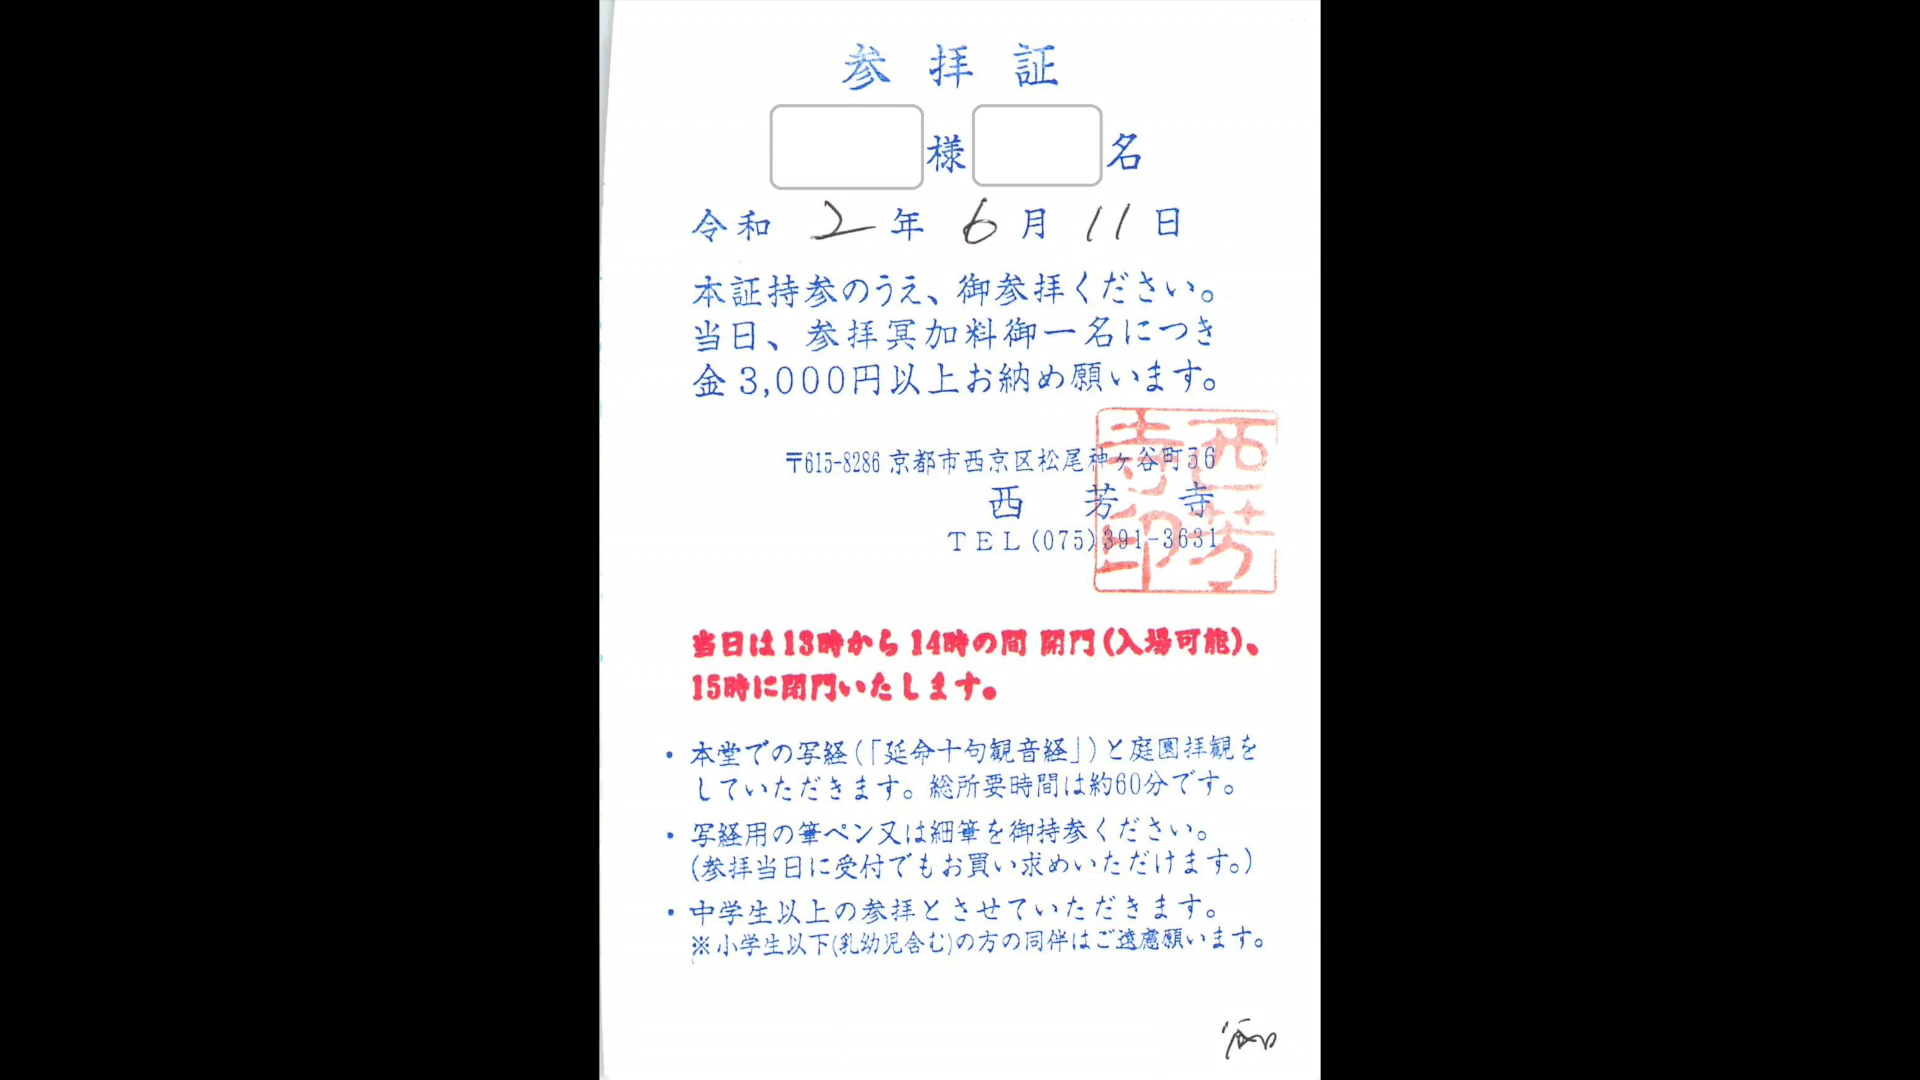 参拝証
様 名
令和 2 年 6 月 11 日
本証持参のうえ、御参拝ください。
当日、参拝冥加料御一名につき
金3,000円以上お納め願います。
〒615-8286 京都市西京区松尾神ヶ谷町56
西芳寺
TEL(075)391-3631
西芳寺印
当日は13時から14時の間 開門(入場可能)、
15時に閉門いたします。
・本堂での写経(「延命十句観音経」)と庭園拝観を
していただきます。総所要時間は約60分です。
・写経用の筆ペン又は細筆を御持参ください。
(参拝当日に受付でもお買い求めいただけます。)
・中学生以上の参拝とさせていただきます。
※小学生以下(乳幼児含む)の方の同伴はご遠慮願います。